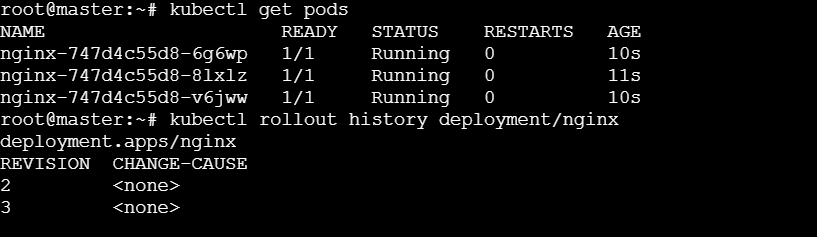 root@master:~# kubectl get pods
NAME                     READY   STATUS    RESTARTS   AGE
nginx-747d4c55d8-6g6wp   1/1     Running   0          10s
nginx-747d4c55d8-8lxlz   1/1     Running   0          11s
nginx-747d4c55d8-v6jww   1/1     Running   0          10s
root@master:~# kubectl rollout history deployment/nginx
deployment.apps/nginx
REVISION  CHANGE-CAUSE
2         <none>
3         <none>